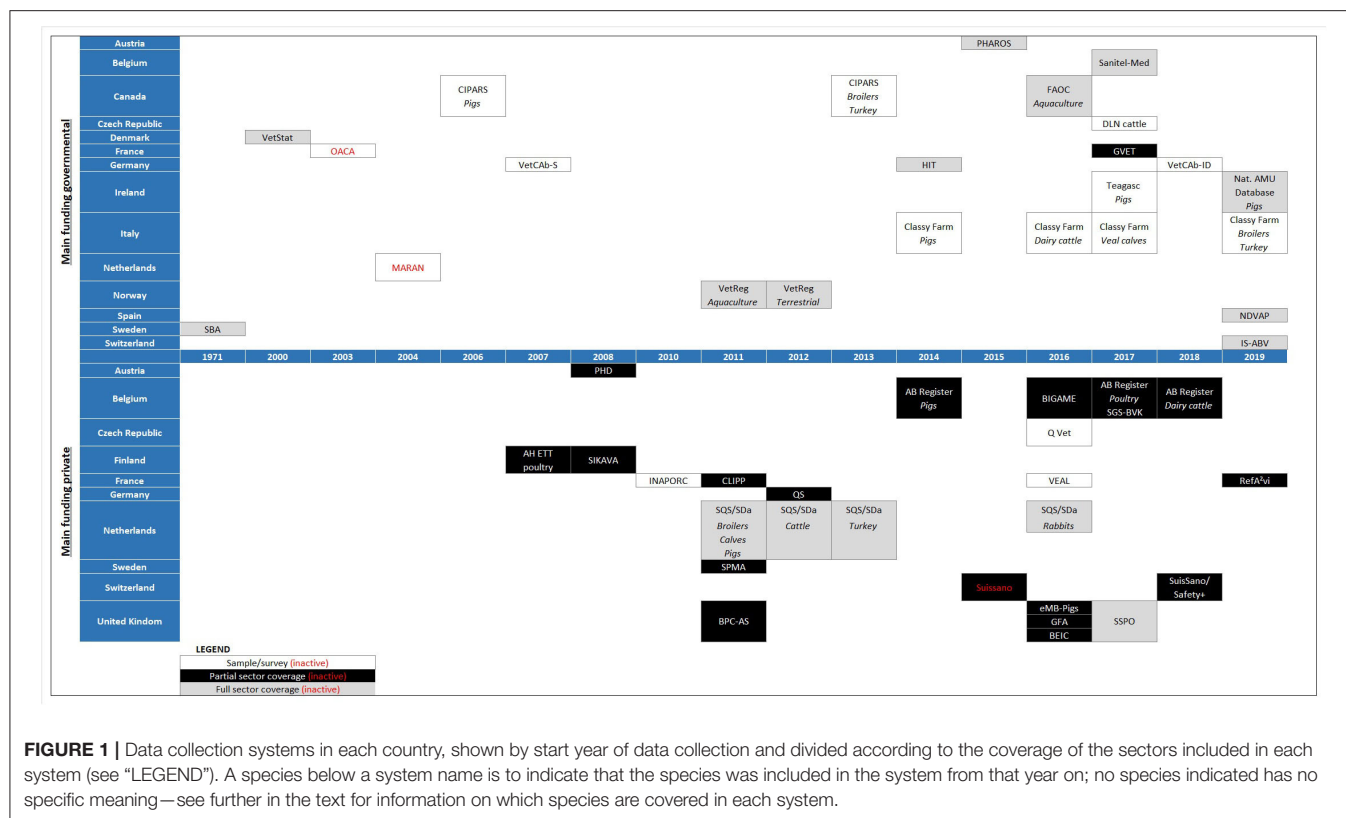 Main funding governmental
Austria
PHAROS
Belgium
Sanitel-Med
Canada
CIPARS
Pigs
CIPARS
Broilers
Turkey
FAOC
Aquaculture
Czech Republic
DLN cattle
Denmark
VetStat
France
OACA
GVET
Germany
VetCAb-S
HIT
VetCAb-ID
Ireland
Teagasc
Pigs
Nat. AMU
Database
Pigs
Italy
Classy Farm
Pigs
Classy Farm
Dairy cattle
Classy Farm
Veal calves
Classy Farm
Broilers
Turkey
Netherlands
MARAN
Norway
VetReg
Aquaculture
VetReg
Terrestrial
Spain
NDVAP
Sweden
SBA
Switzerland
IS-ABV
1971 2000 2003 2004 2006 2007 2008 2010 2011 2012 2013 2014 2015 2016 2017 2018 2019
Main funding private
Austria
PHD
Belgium
AB Register
Pigs
BIGAME
AB Register
Poultry
SGS-BVK
AB Register
Dairy cattle
Czech Republic
Q Vet
Finland
AH ETT
poultry
SIKAVA
France
INAPORC
CLIPP
VEAL
RefA²vi
Germany
QS
Netherlands
SQS/SDa
Broilers
Calves
Pigs
SQS/SDa
Cattle
SQS/SDa
Turkey
SQS/SDa
Rabbits
Sweden
SPMA
Switzerland
Suissano
SuisSano/
Safety+
United Kindom
BPC-AS
eMB-Pigs
GFA
BEIC
SSPO
LEGEND
Sample/survey (inactive)
Partial sector coverage (inactive)
Full sector coverage (inactive)
FIGURE 1 | Data collection systems in each country, shown by start year of data collection and divided according to the coverage of the sectors included in each
system (see “LEGEND”). A species below a system name is to indicate that the species was included in the system from that year on; no species indicated has no
specific meaning—see further in the text for information on which species are covered in each system.